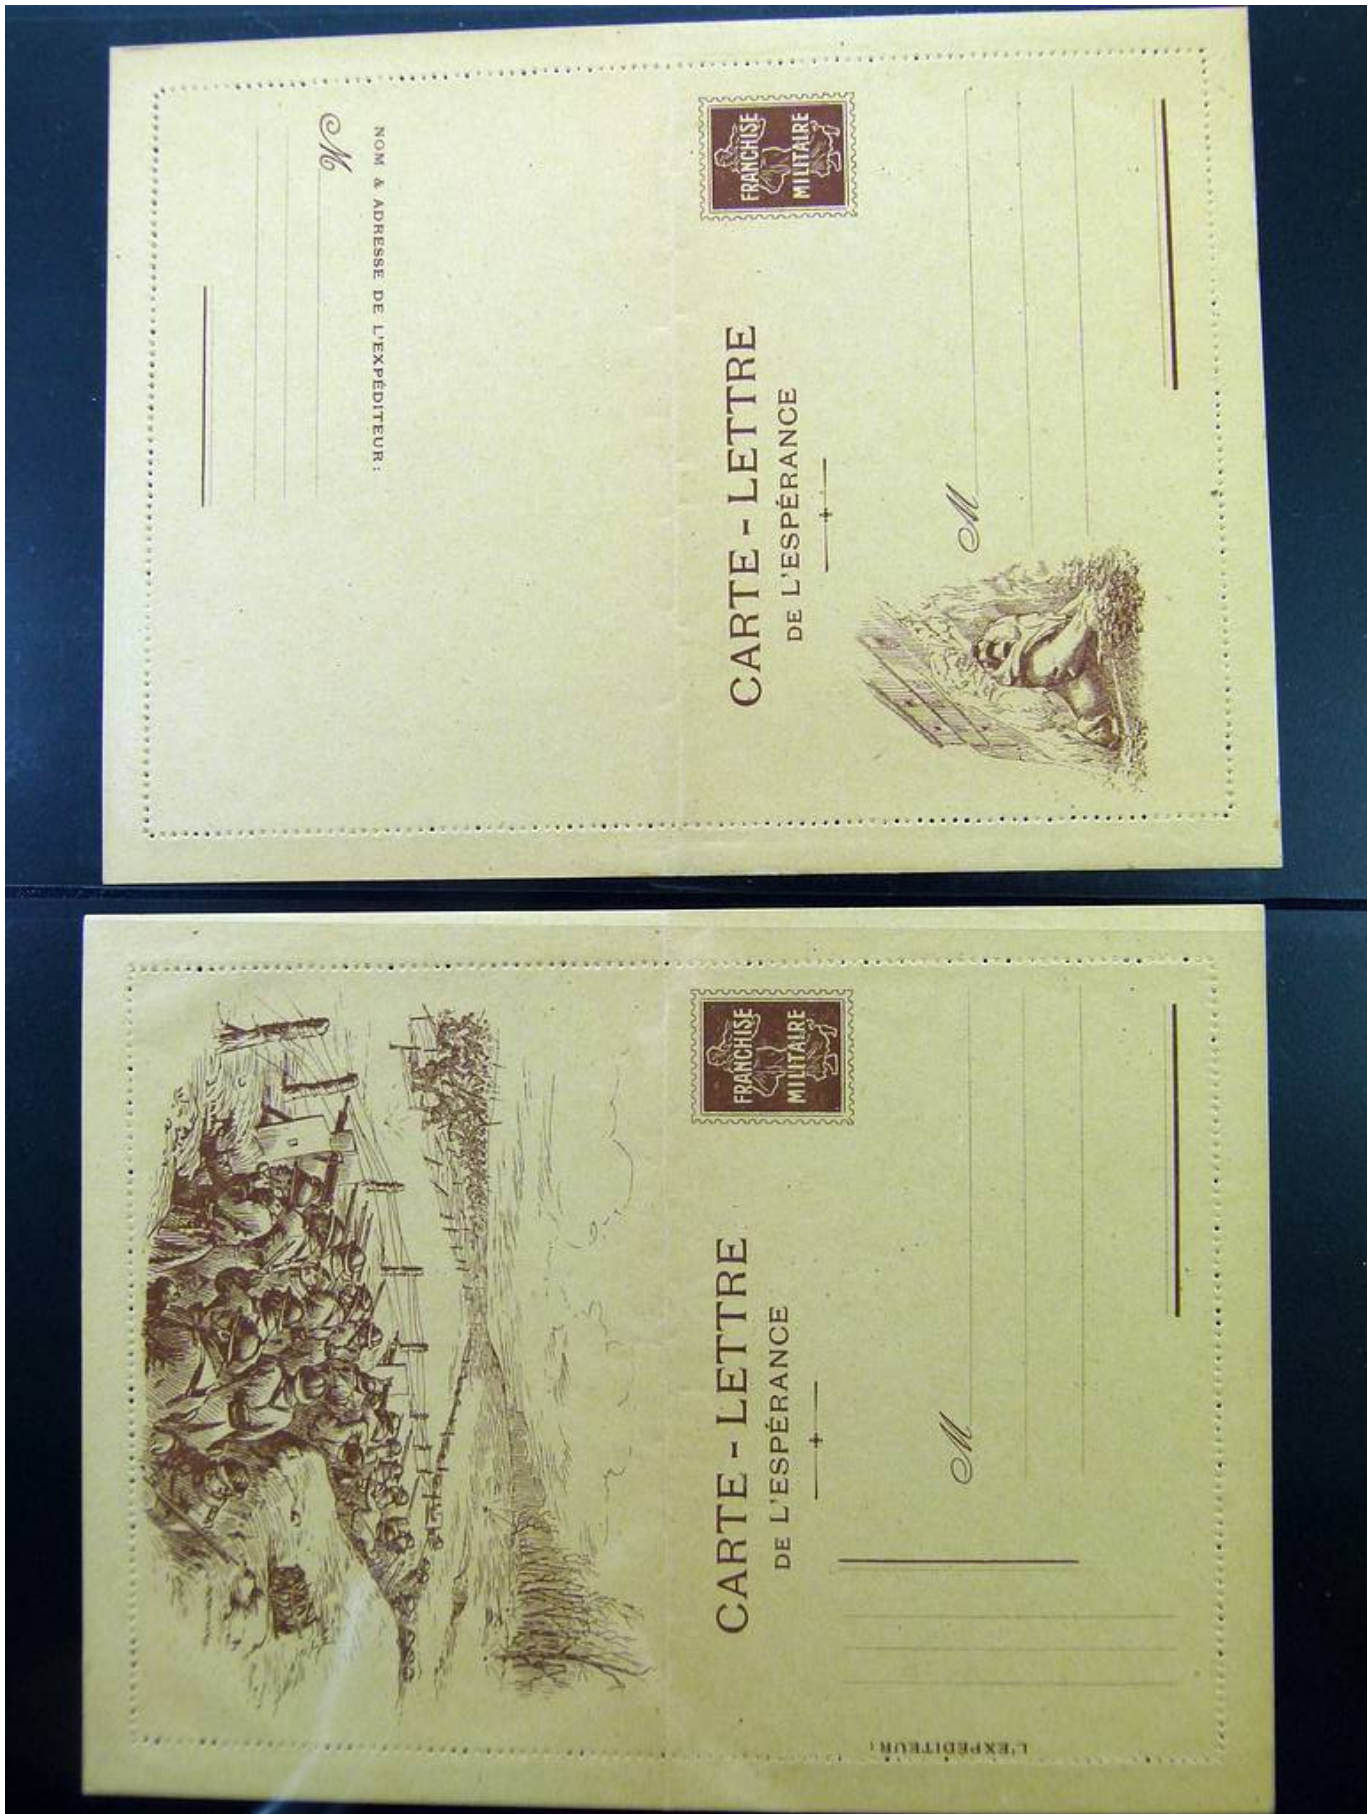 NOM & ADRESSE DE L'EXPÉDITEUR :
M
FRANCHISE
MILITAIRE
CARTE - LETTRE
DE L'ESPÉRANCE
M
FRANCHISE
MILITAIRE
CARTE - LETTRE
DE L'ESPÉRANCE
M
L'EXPÉDITEUR :